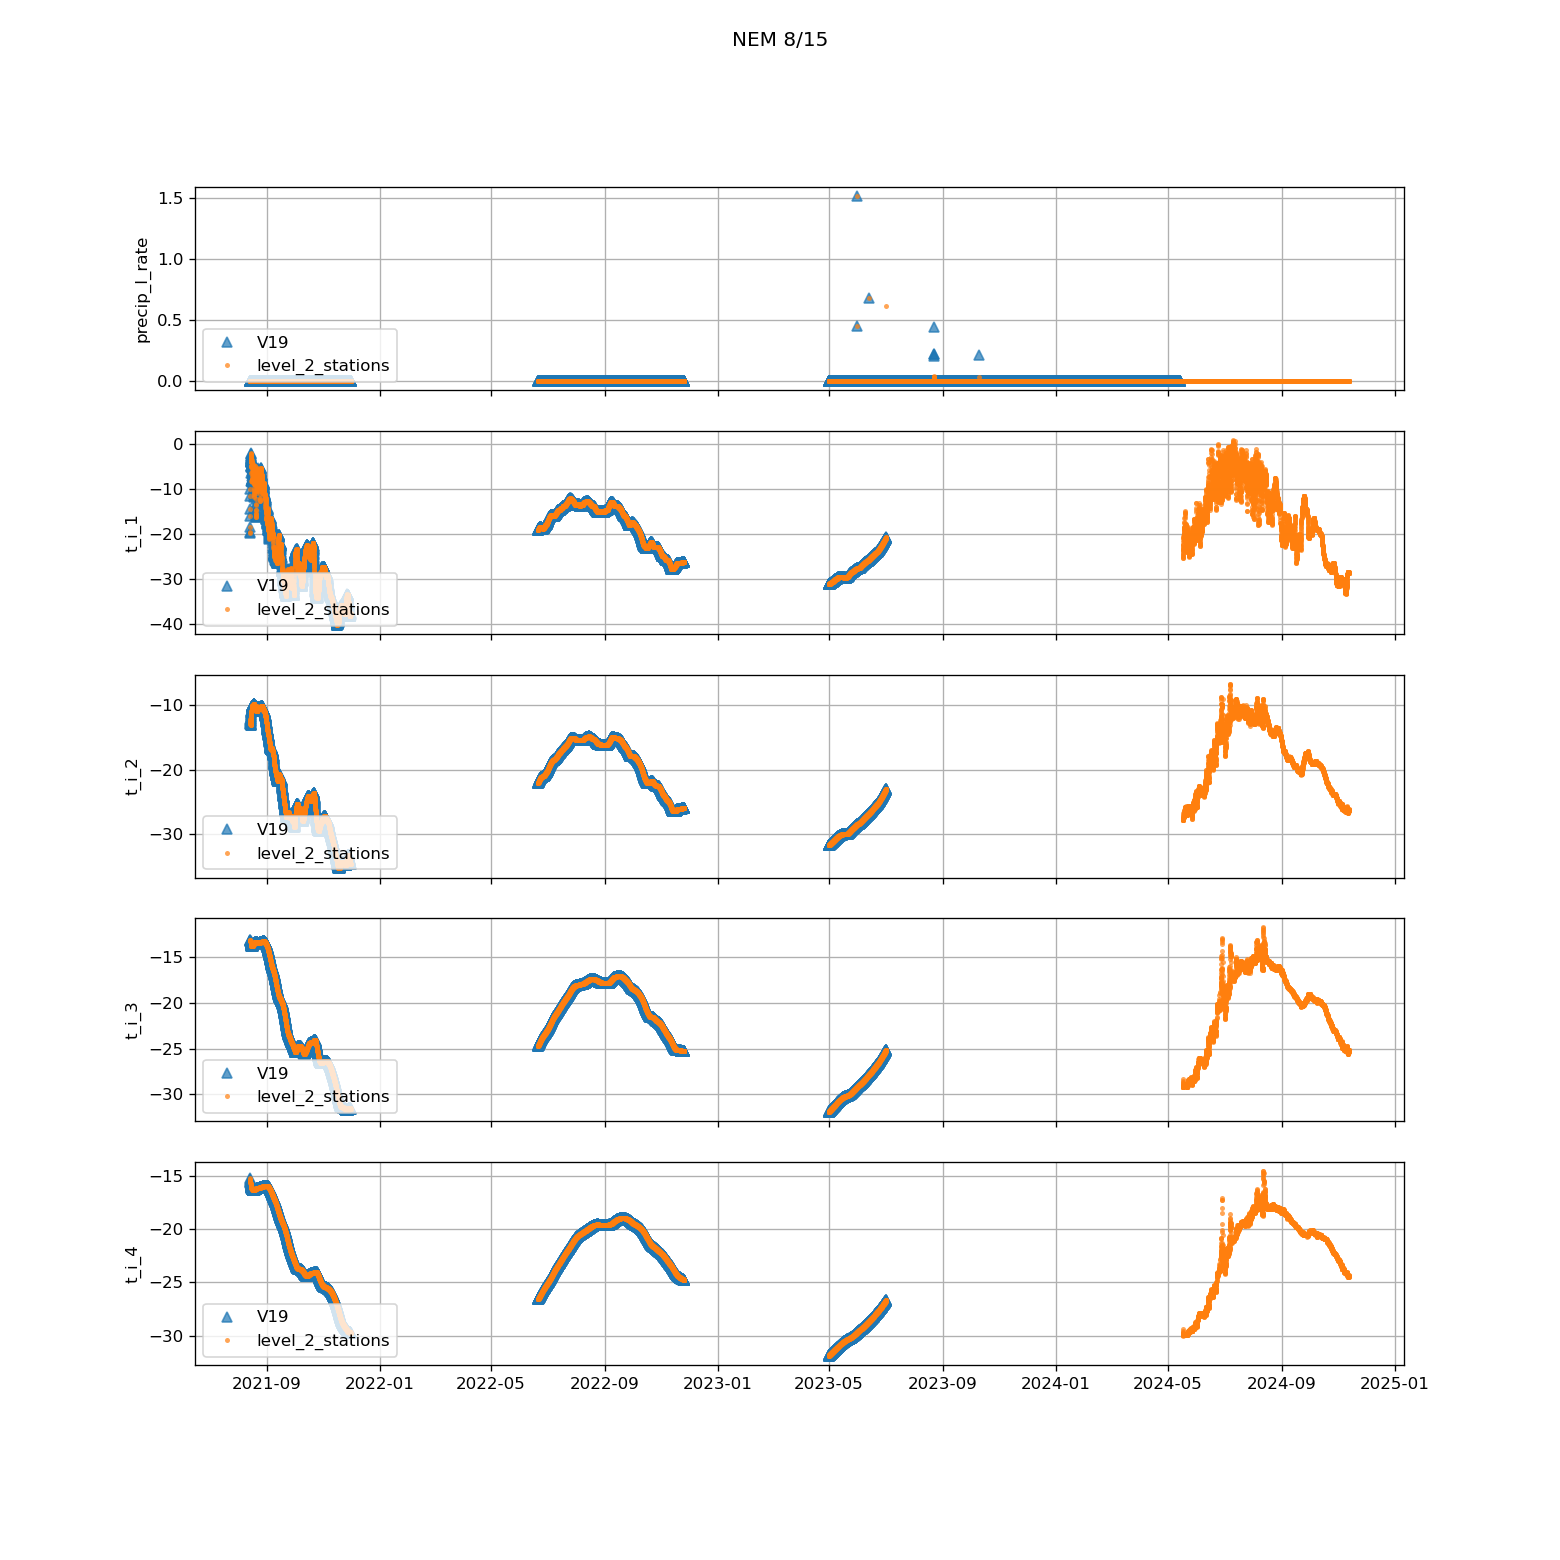 NEM 8/15
precip_l_rate
1.5
1.0
0.5
0.0
V19
level_2_stations
t_i_1
0
−10
−20
−30
−40
V19
level_2_stations
t_i_2
−10
−20
−30
V19
level_2_stations
t_i_3
−15
−20
−25
−30
V19
level_2_stations
t_i_4
−15
−20
−25
−30
V19
level_2_stations
2021-09 2022-01 2022-05 2022-09 2023-01 2023-05 2023-09 2024-01 2024-05 2024-09 2025-01